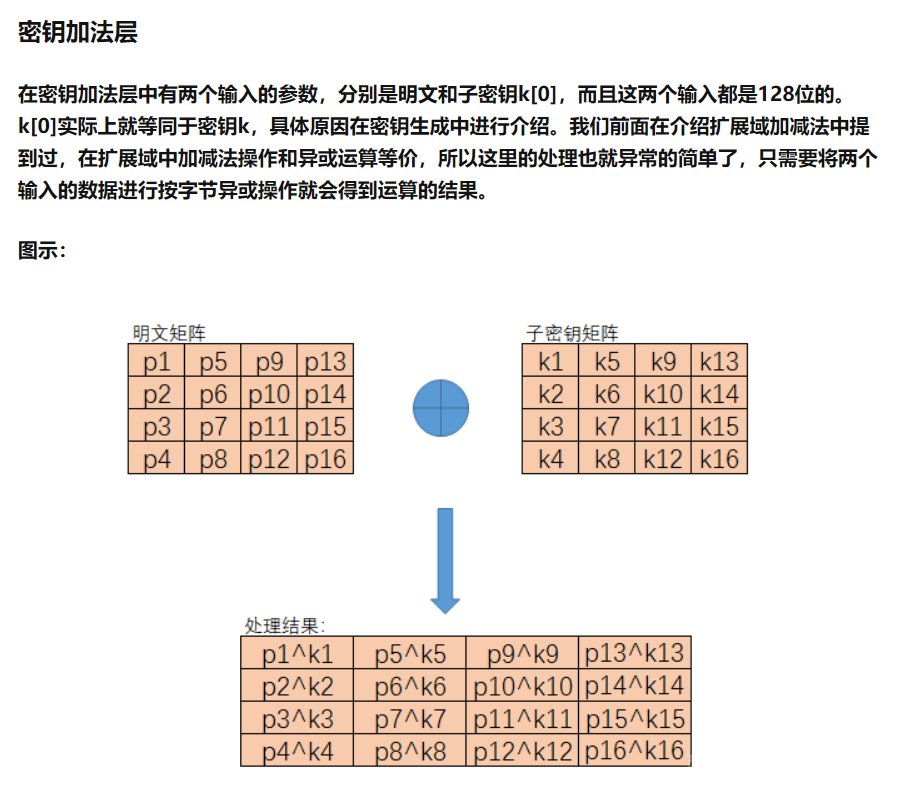 密钥加法层
在密钥加法层中有两个输入的参数，分别是明文和子密钥k[0]，而且这两个输入都是128位的。
k[0]实际上就等同于密钥k，具体原因在密钥生成中进行介绍。我们前面在介绍扩展域加减法中提
到过，在扩展域中加减法操作和异或运算等价，所以这里的处理也就异常的简单了，只需要将两个
输入的数据进行按字节异或操作就会得到运算的结果。
图示：
明文矩阵
p1 p5 p9 p13
p2 p6 p10 p14
p3 p7 p11 p15
p4 p8 p12 p16
子密钥矩阵
k1 k5 k9 k13
k2 k6 k10 k14
k3 k7 k11 k15
k4 k8 k12 k16
处理结果:
p1^k1 p5^k5 p9^k9 p13^k13
p2^k2 p6^k6 p10^k10 p14^k14
p3^k3 p7^k7 p11^k11 p15^k15
p4^k4 p8^k8 p12^k12 p16^k16